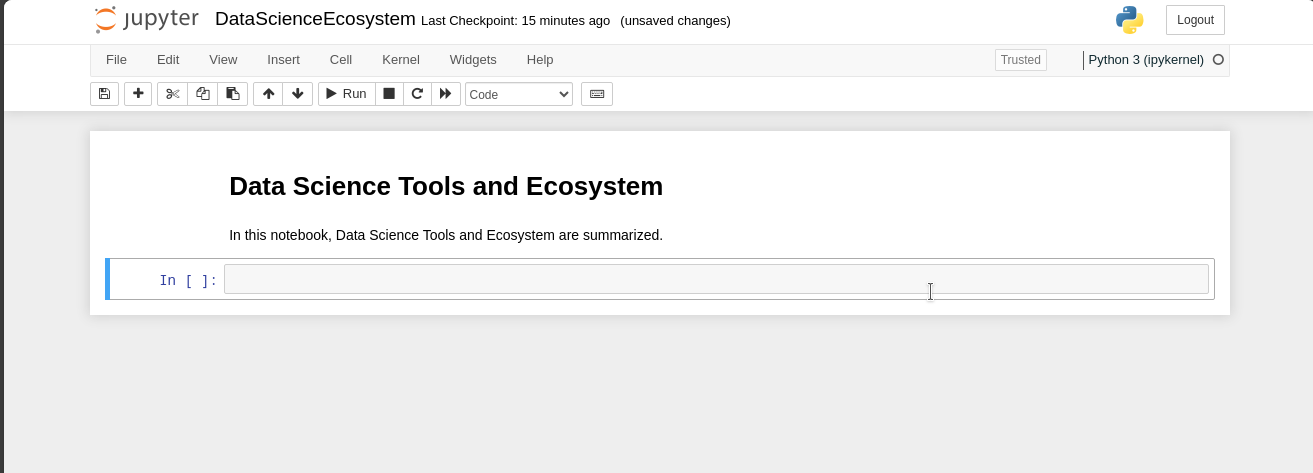 jupyter DataScienceEcosystem Last Checkpoint: 15 minutes ago (unsaved changes) Logout
File Edit View Insert Cell Kernel Widgets Help Trusted Python 3 (ipykernel)
Run Code
Data Science Tools and Ecosystem
In this notebook, Data Science Tools and Ecosystem are summarized.
In [ ]: